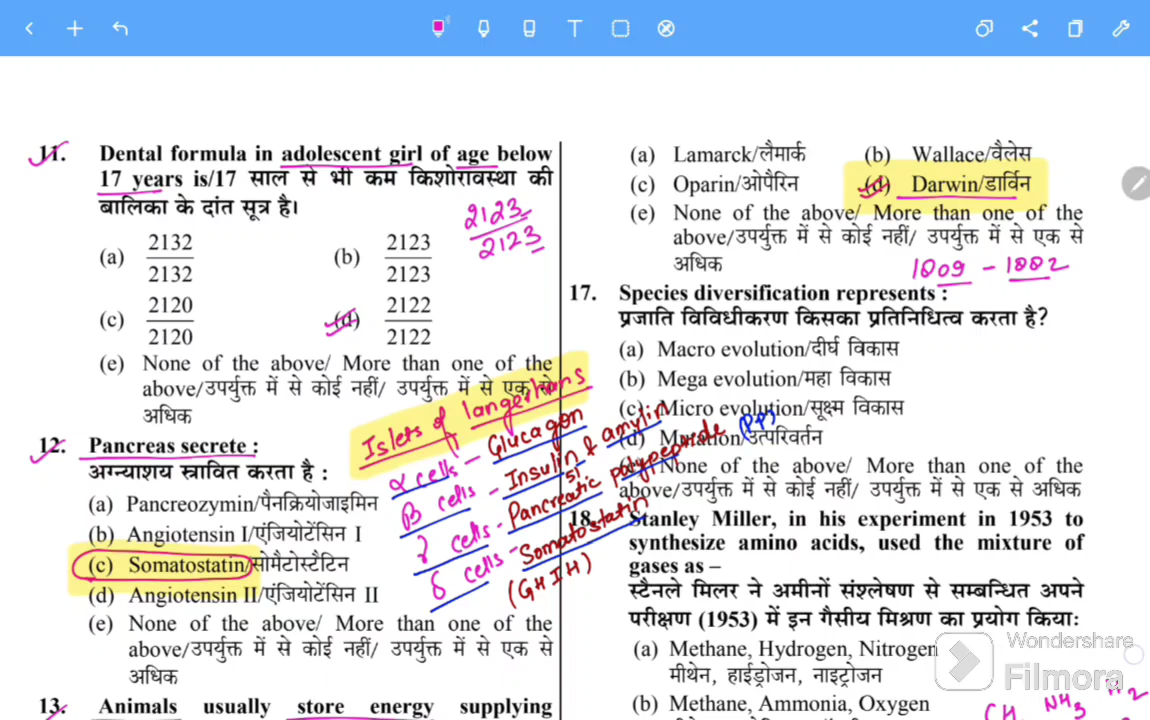 11. Dental formula in adolescent girl of age below
17 years is/17 साल से भी कम किशोरावस्था की
बालिका के दांत सूत्र है।
2123
2123
(a) 2132/2132 (b) 2123/2123
(c) 2120/2120 (d) 2122/2122
(e) None of the above/ More than one of the
above/उपर्युक्त में से कोई नहीं/ उपर्युक्त में से एक से
अधिक
12. Pancreas secrete :
अग्न्याशय स्त्रावित करता है :
(a) Pancreozymin/पैनक्रियोजाइमिन
(b) Angiotensin I/एंजियोटेंसिन I
(c) Somatostatin/सोमैटोस्टैटिन
(d) Angiotensin II/एंजियोटेंसिन II
(e) None of the above/ More than one of the
above/उपर्युक्त में से कोई नहीं/ उपर्युक्त में से एक से
अधिक
Islets of langerhans
α cells - Glucagon
β cells - Insulin & amylin
γ cells - Pancreatic polypeptide (PP)
δ cells - Somatostatin
(GHIH)
13. Animals usually store energy supplying
(a) Lamarck/लैमार्क (b) Wallace/वैलेस
(c) Oparin/ओपैरिन (d) Darwin/डार्विन
(e) None of the above/ More than one of the
above/उपर्युक्त में से कोई नहीं/ उपर्युक्त में से एक से
अधिक
1809 - 1882
17. Species diversification represents :
प्रजाति विविधीकरण किसका प्रतिनिधित्व करता है?
(a) Macro evolution/दीर्घ विकास
(b) Mega evolution/महा विकास
(c) Micro evolution/सूक्ष्म विकास
(d) Mutation/उत्परिवर्तन
None of the above/ More than one of the
above/उपर्युक्त में से कोई नहीं/ उपर्युक्त में से एक से अधिक
18. Stanley Miller, in his experiment in 1953 to
synthesize amino acids, used the mixture of
gases as –
स्टैनले मिलर ने अमीनों संश्लेषण से सम्बन्धित अपने
परीक्षण (1953) में इन गैसीय मिश्रण का प्रयोग किया:
(a) Methane, Hydrogen, Nitrogen
मीथेन, हाईड्रोजन, नाइट्रोजन
(b) Methane, Ammonia, Oxygen
CH NH3 H2
Wondershare
Filmora